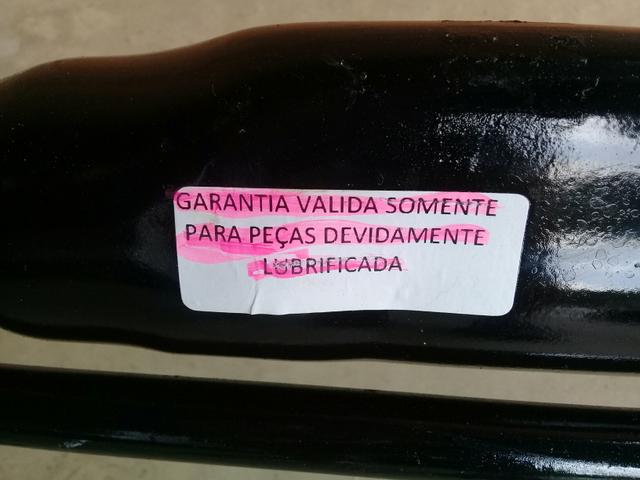 GARANTIA VALIDA SOMENTE
PARA PEÇAS DEVIDAMENTE
LUBRIFICADA